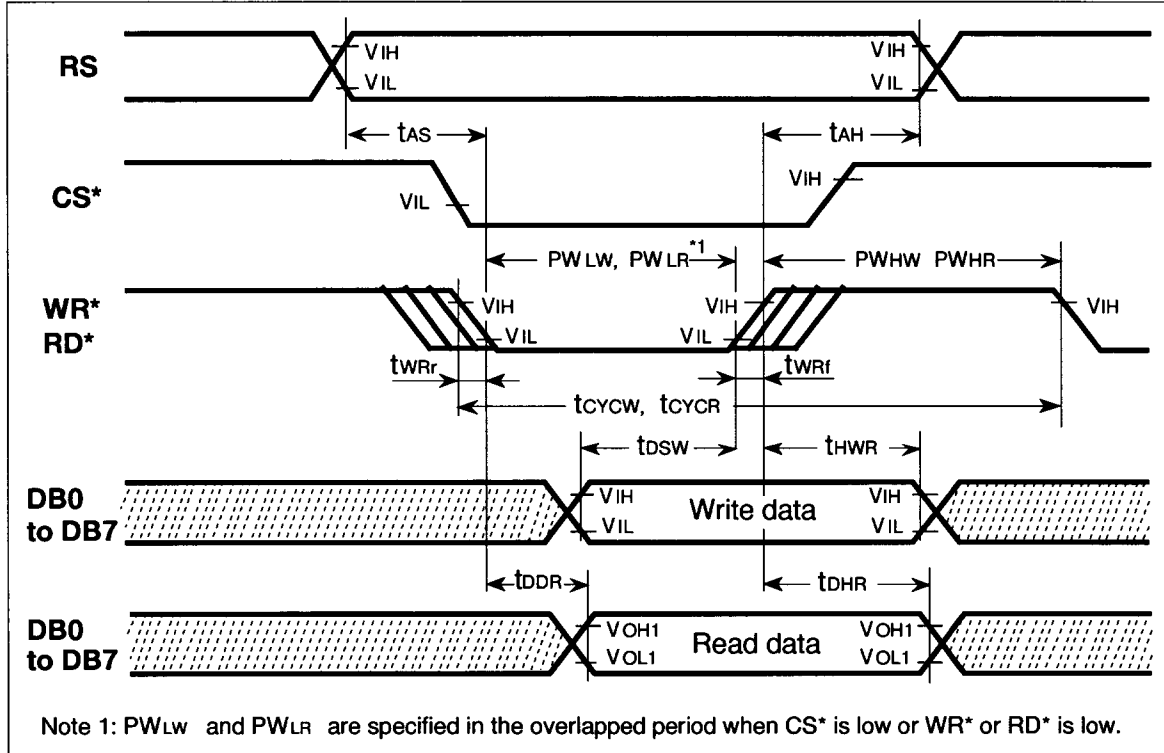 RS
VIH
VIH
VIL
VIL
tAS
tAH
CS*
VIL
VIH
PWLW, PWLR*1
PWHW PWHR
WR*
RD*
VIH
VIH
VIH
VIL
VIL
tWRr
tWRf
tCYCW, tCYCR
tDSW
tHWR
DB0
to DB7
VIH
VIL
Write data
VIH
VIL
tDDR
tDHR
DB0
to DB7
VOH1
VOL1
Read data
VOH1
VOL1
Note 1: PWLW and PWLR are specified in the overlapped period when CS* is low or WR* or RD* is low.